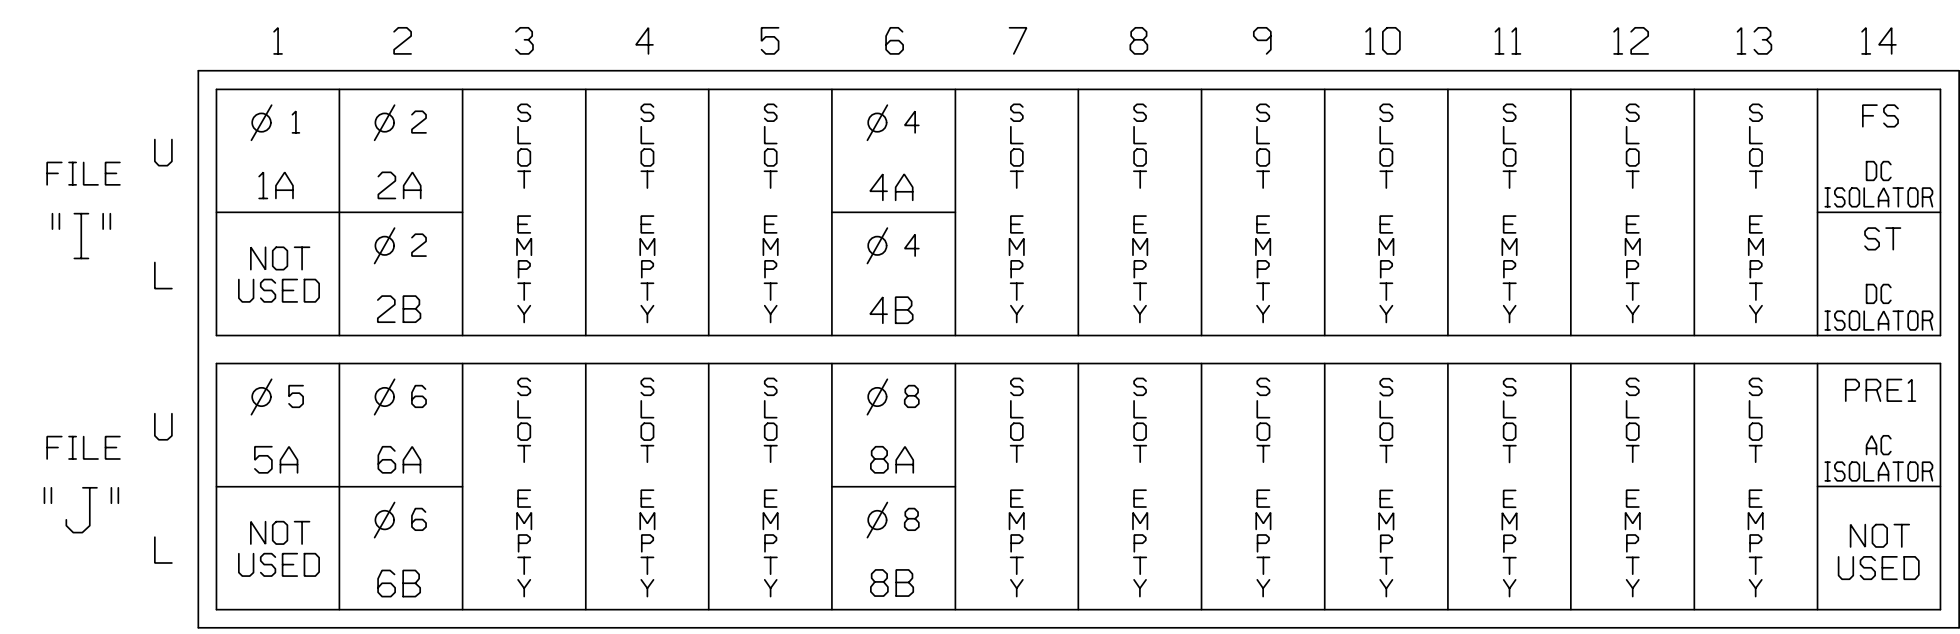 1 2 3 4 5 6 7 8 9 10 11 12 13 14
FILE "I"
U
L
Ø 1
1A
NOT USED
Ø 2
2A
Ø 2
2B
SLOT EMPTY
SLOT EMPTY
SLOT EMPTY
Ø 4
4A
Ø 4
4B
SLOT EMPTY
SLOT EMPTY
SLOT EMPTY
SLOT EMPTY
SLOT EMPTY
SLOT EMPTY
SLOT EMPTY
FS
DC
ISOLATOR
ST
DC
ISOLATOR
FILE "J"
U
L
Ø 5
5A
NOT USED
Ø 6
6A
Ø 6
6B
SLOT EMPTY
SLOT EMPTY
SLOT EMPTY
Ø 8
8A
Ø 8
8B
SLOT EMPTY
SLOT EMPTY
SLOT EMPTY
SLOT EMPTY
SLOT EMPTY
SLOT EMPTY
SLOT EMPTY
PRE1
AC
ISOLATOR
NOT USED